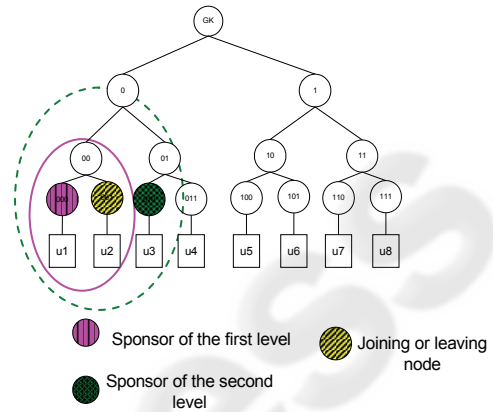 GK
0 1
00 01 10 11
000 011 100 101 110 111
u1 u2 u3 u4 u5 u6 u7 u8
Sponsor of the first level
Joining or leaving
node
Sponsor of the second
level